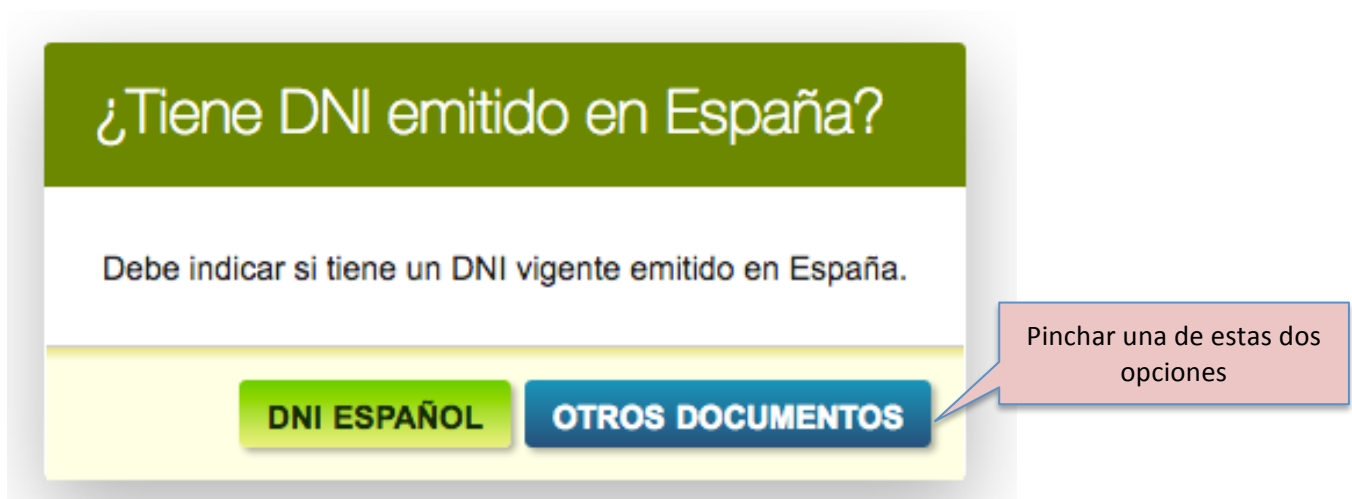 ¿Tiene DNI emitido en España?
Debe indicar si tiene un DNI vigente emitido en España.
Pinchar una de estas dos
opciones
DNI ESPAÑOL
OTROS DOCUMENTOS